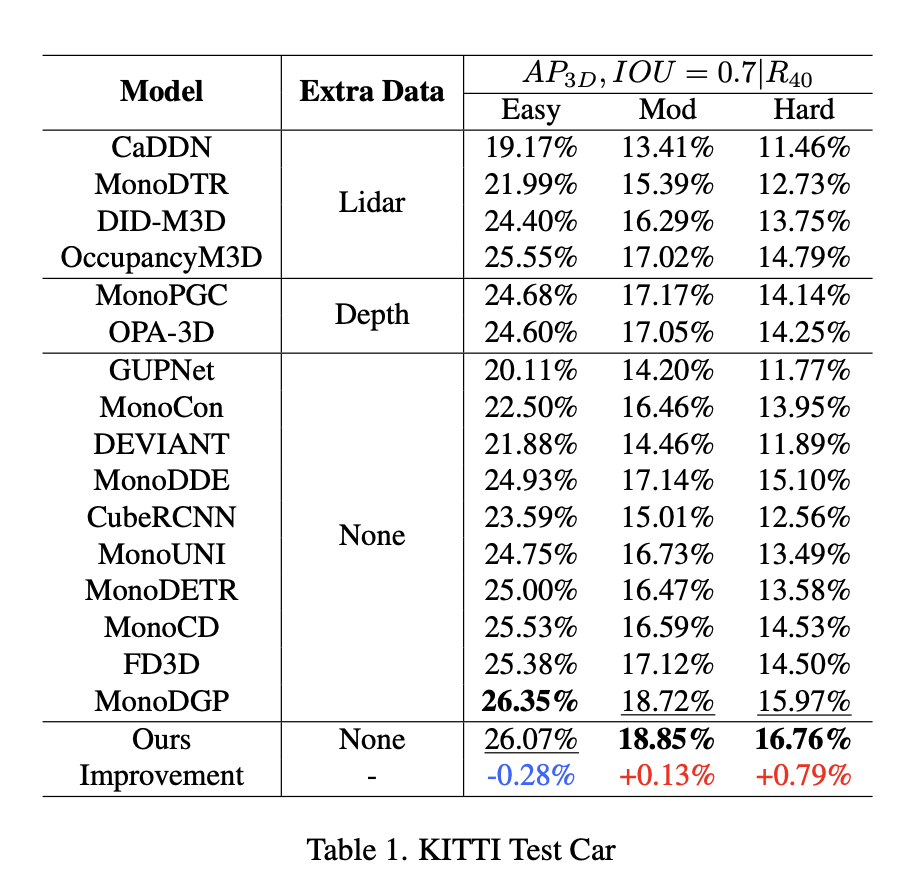 Model Extra Data AP3D, IOU = 0.7|R40
Easy Mod Hard
CaDDN Lidar 19.17% 13.41% 11.46%
MonoDTR 21.99% 15.39% 12.73%
DID-M3D 24.40% 16.29% 13.75%
OccupancyM3D 25.55% 17.02% 14.79%
MonoPGC Depth 24.68% 17.17% 14.14%
OPA-3D 24.60% 17.05% 14.25%
GUPNet None 20.11% 14.20% 11.77%
MonoCon 22.50% 16.46% 13.95%
DEVIANT 21.88% 14.46% 11.89%
MonoDDE 24.93% 17.14% 15.10%
CubeRCNN 23.59% 15.01% 12.56%
MonoUNI 24.75% 16.73% 13.49%
MonoDETR 25.00% 16.47% 13.58%
MonoCD 25.53% 16.59% 14.53%
FD3D 25.38% 17.12% 14.50%
MonoDGP 26.35% 18.72% 15.97%
Ours None 26.07% 18.85% 16.76%
Improvement - -0.28% +0.13% +0.79%
Table 1. KITTI Test Car